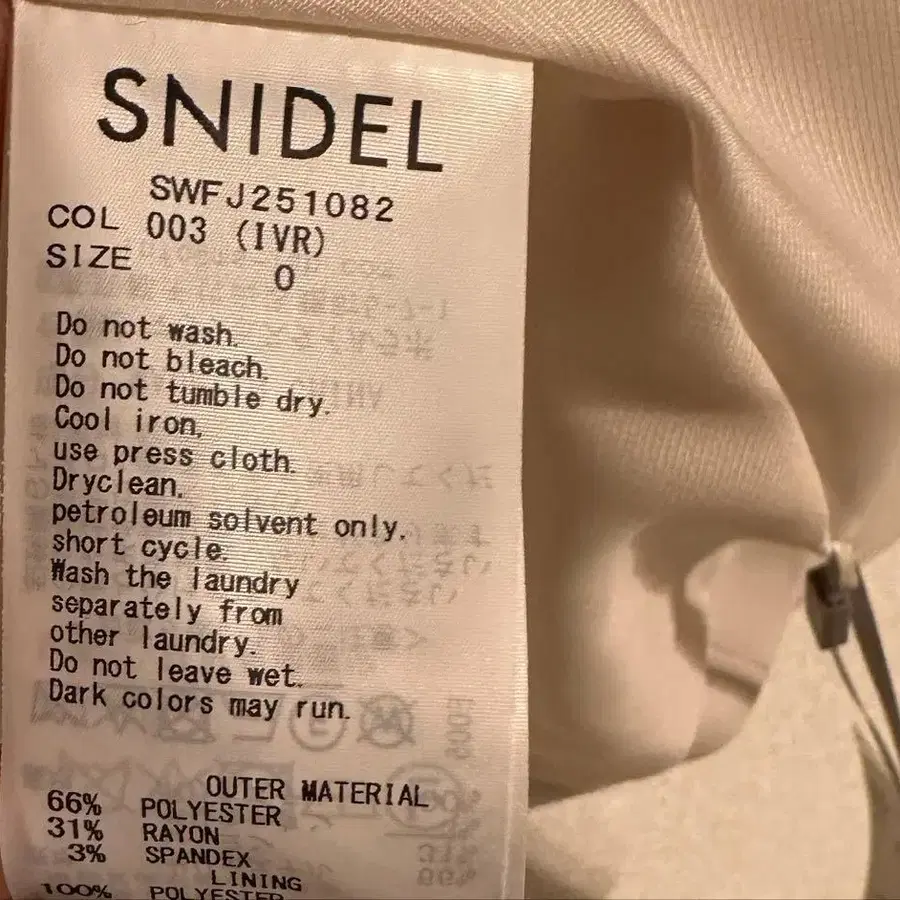 SNIDEL
SWFJ251082
COL 003 (IVR)
SIZE 0
Do not wash.
Do not bleach.
Do not tumble dry.
Cool iron,
use press cloth.
Dryclean,
petroleum solvent only,
short cycle.
Wash the laundry
separately from
other laundry.
Do not leave wet.
Dark colors may run.
OUTER MATERIAL
66% POLYESTER
31% RAYON
3% SPANDEX
LINING
100% POLYESTER